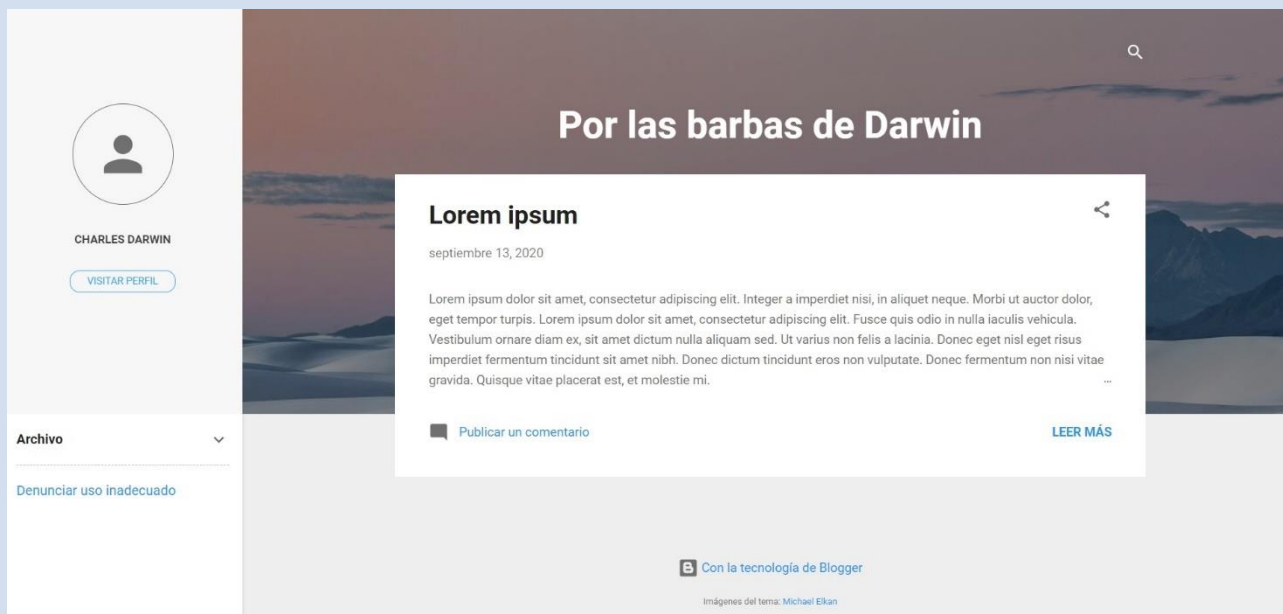 CHARLES DARWIN
VISITAR PERFIL
Archivo
Denunciar uso inadecuado
Por las barbas de Darwin
Lorem ipsum
septiembre 13, 2020
Lorem ipsum dolor sit amet, consectetur adipiscing elit. Integer a imperdiet nisi, in aliquet neque. Morbi ut auctor dolor,
eget tempor turpis. Lorem ipsum dolor sit amet, consectetur adipiscing elit. Fusce quis odio in nulla iaculis vehicula.
Vestibulum ornare diam ex, sit amet dictum nulla aliquam sed. Ut varius non felis a lacinia. Donec eget nisl eget risus
imperdiet fermentum tincidunt sit amet nibh. Donec dictum tincidunt eros non vulputate. Donec fermentum non nisi vitae
gravida. Quisque vitae placerat est, et molestie mi. ...
Publicar un comentario
LEER MÁS
Con la tecnología de Blogger
Imágenes del tema: Michael Elkan